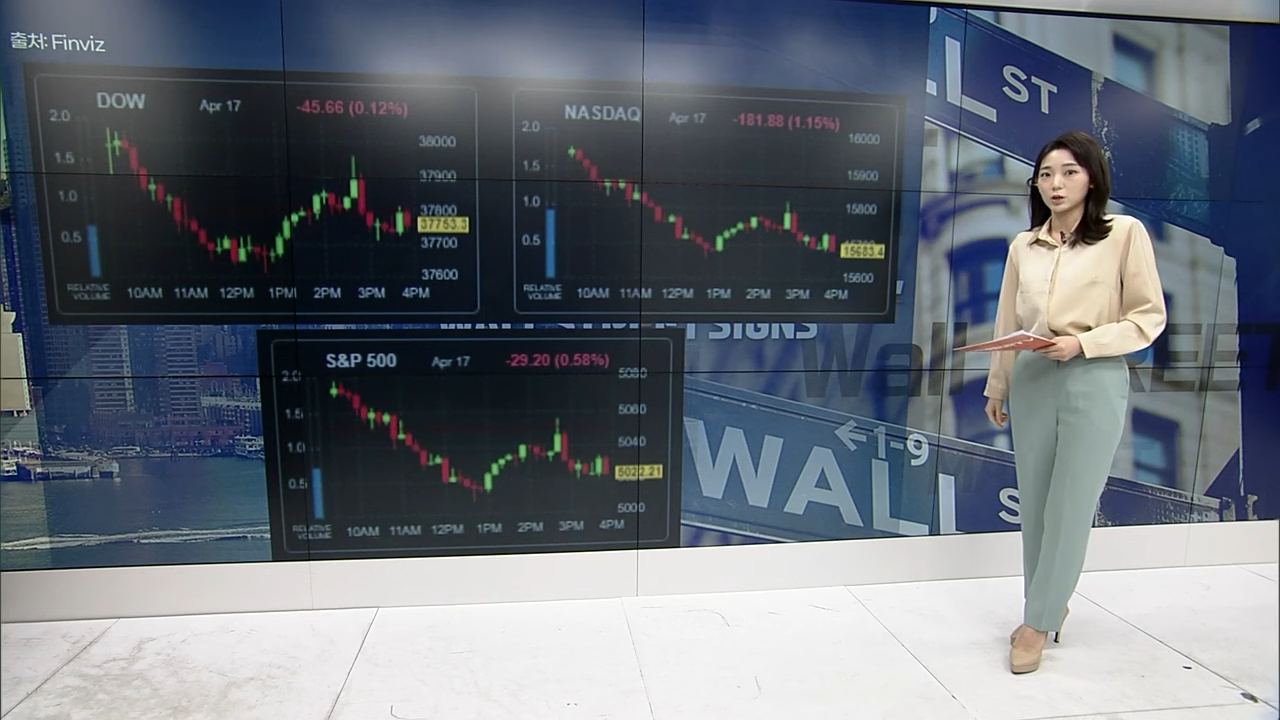 출처: Finviz
DOW Apr 17 -45.66 (0.12%)
2.0
1.5
1.0
0.5
38000
37900
37800
37753.3
37700
37600
RELATIVE
VOLUME
10AM 11AM 12PM 1PM 2PM 3PM 4PM
NASDAQ Apr 17 -181.88 (1.15%)
2.0
1.5
1.0
0.5
16000
15900
15800
15683.4
15600
RELATIVE
VOLUME
10AM 11AM 12PM 1PM 2PM 3PM 4PM
LL ST
S&P 500 Apr 17 -29.20 (0.58%)
2.0
1.5
1.0
0.5
5080
5060
5040
5022.21
5000
RELATIVE
VOLUME
10AM 11AM 12PM 1PM 2PM 3PM 4PM
WALL STREET SIGNS
Wall
←1-9
WALL S